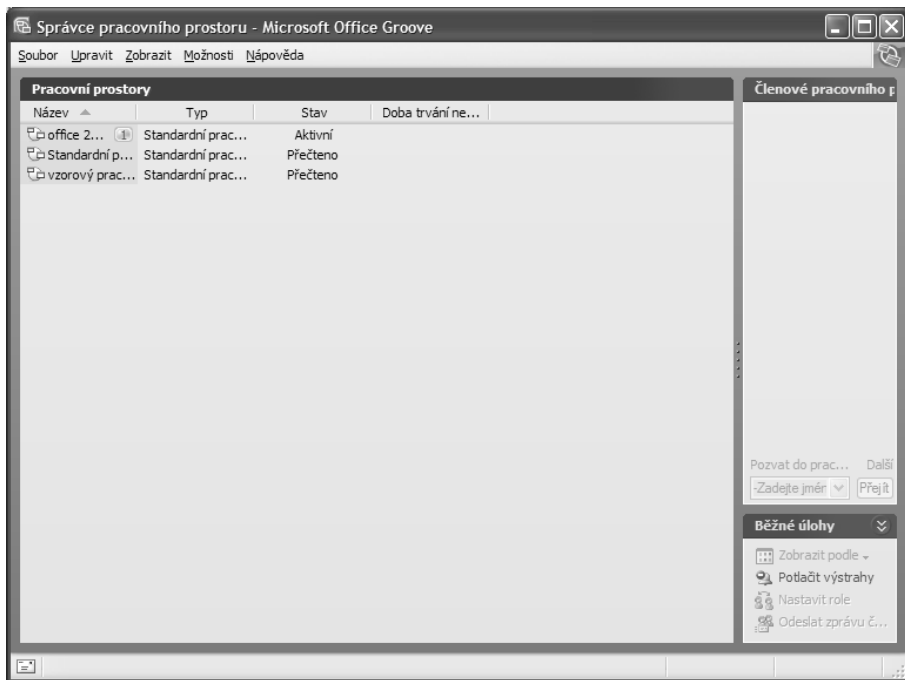 Správce pracovního prostoru - Microsoft Office Groove
Soubor Upravit Zobrazit Možnosti Nápověda
Pracovní prostory
Název Typ Stav Doba trvání ne...
office 2... 1 Standardní prac... Aktivní
Standardní p... Standardní prac... Přečteno
vzorový prac... Standardní prac... Přečteno
Členové pracovního p
Pozvat do prac... Další
-Zadejte jmér Přejít
Běžné úlohy
Zobrazit podle
Potlačit výstrahy
Nastavit role
Odeslat zprávu č...